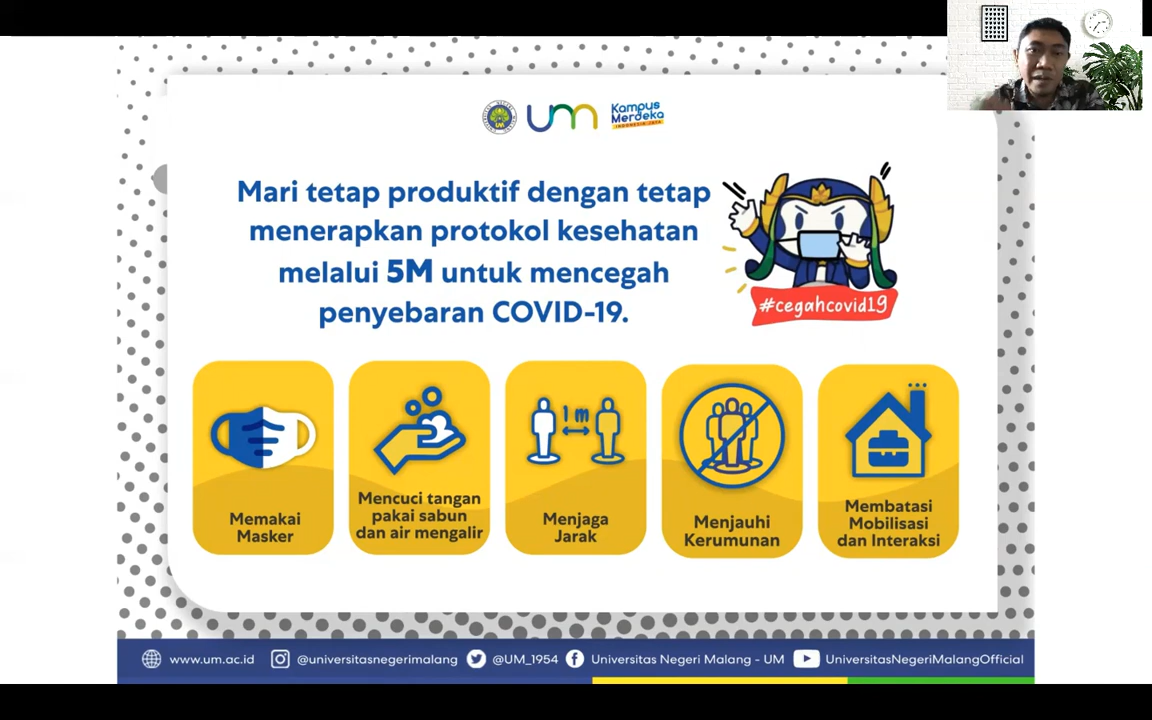 UM
Kampus
Merdeka
INDONESIA JAYA
Mari tetap produktif dengan tetap
menerapkan protokol kesehatan
melalui 5M untuk mencegah
penyebaran COVID-19.
#cegahcovid19
1 m
Memakai
Masker
Mencuci tangan
pakai sabun
dan air mengalir
Menjaga
Jarak
Menjauhi
Kerumunan
Membatasi
Mobilisasi
dan Interaksi
www.um.ac.id
@universitasnegerimalang
@UM_1954
Universitas Negeri Malang - UM
UniversitasNegeriMalangOfficial